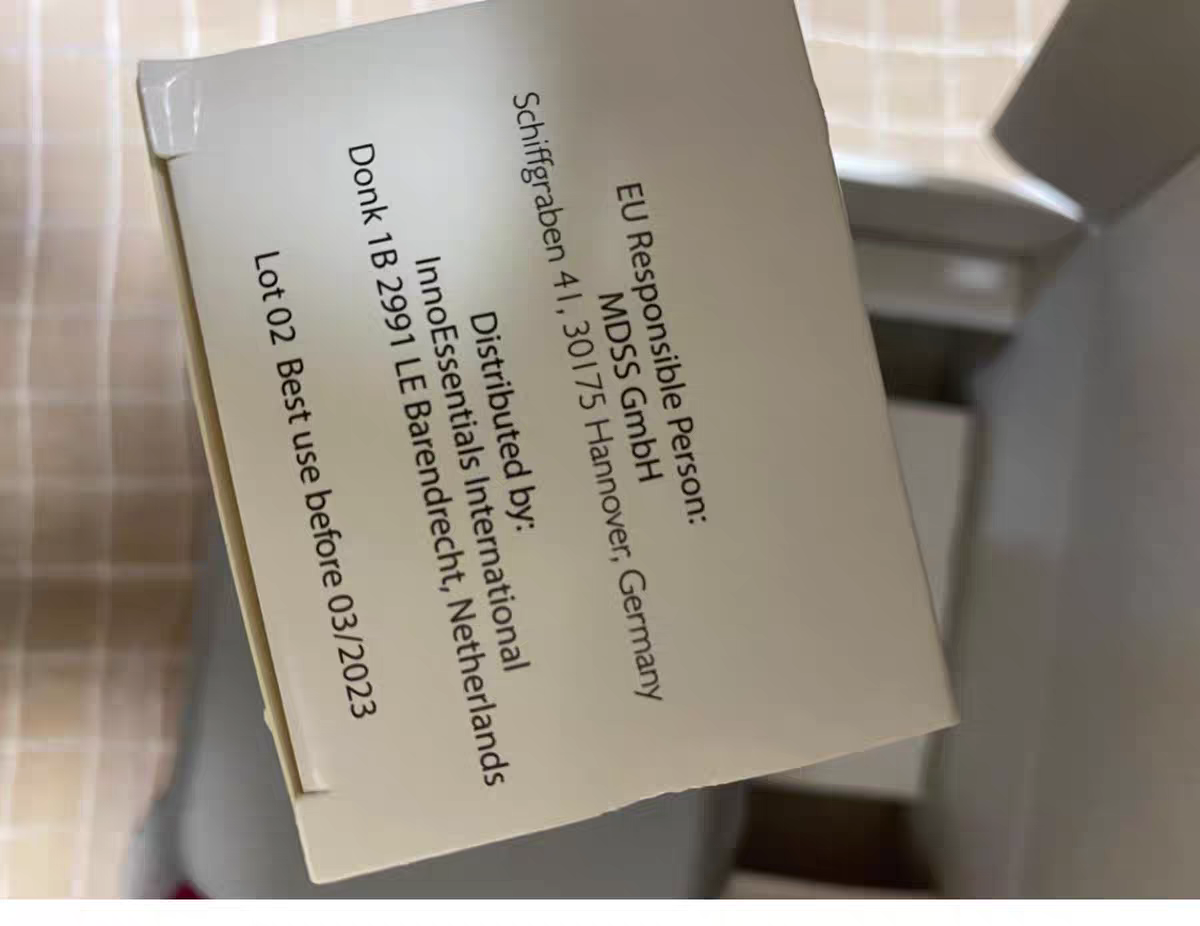 EU Responsible Person:
MDSS GmbH
Schiffgraben 41, 30175 Hannover, Germany
Distributed by:
InnoEssentials International
Donk 1B 2991 LE Barendrecht, Netherlands
Lot 02 Best use before 03/2023